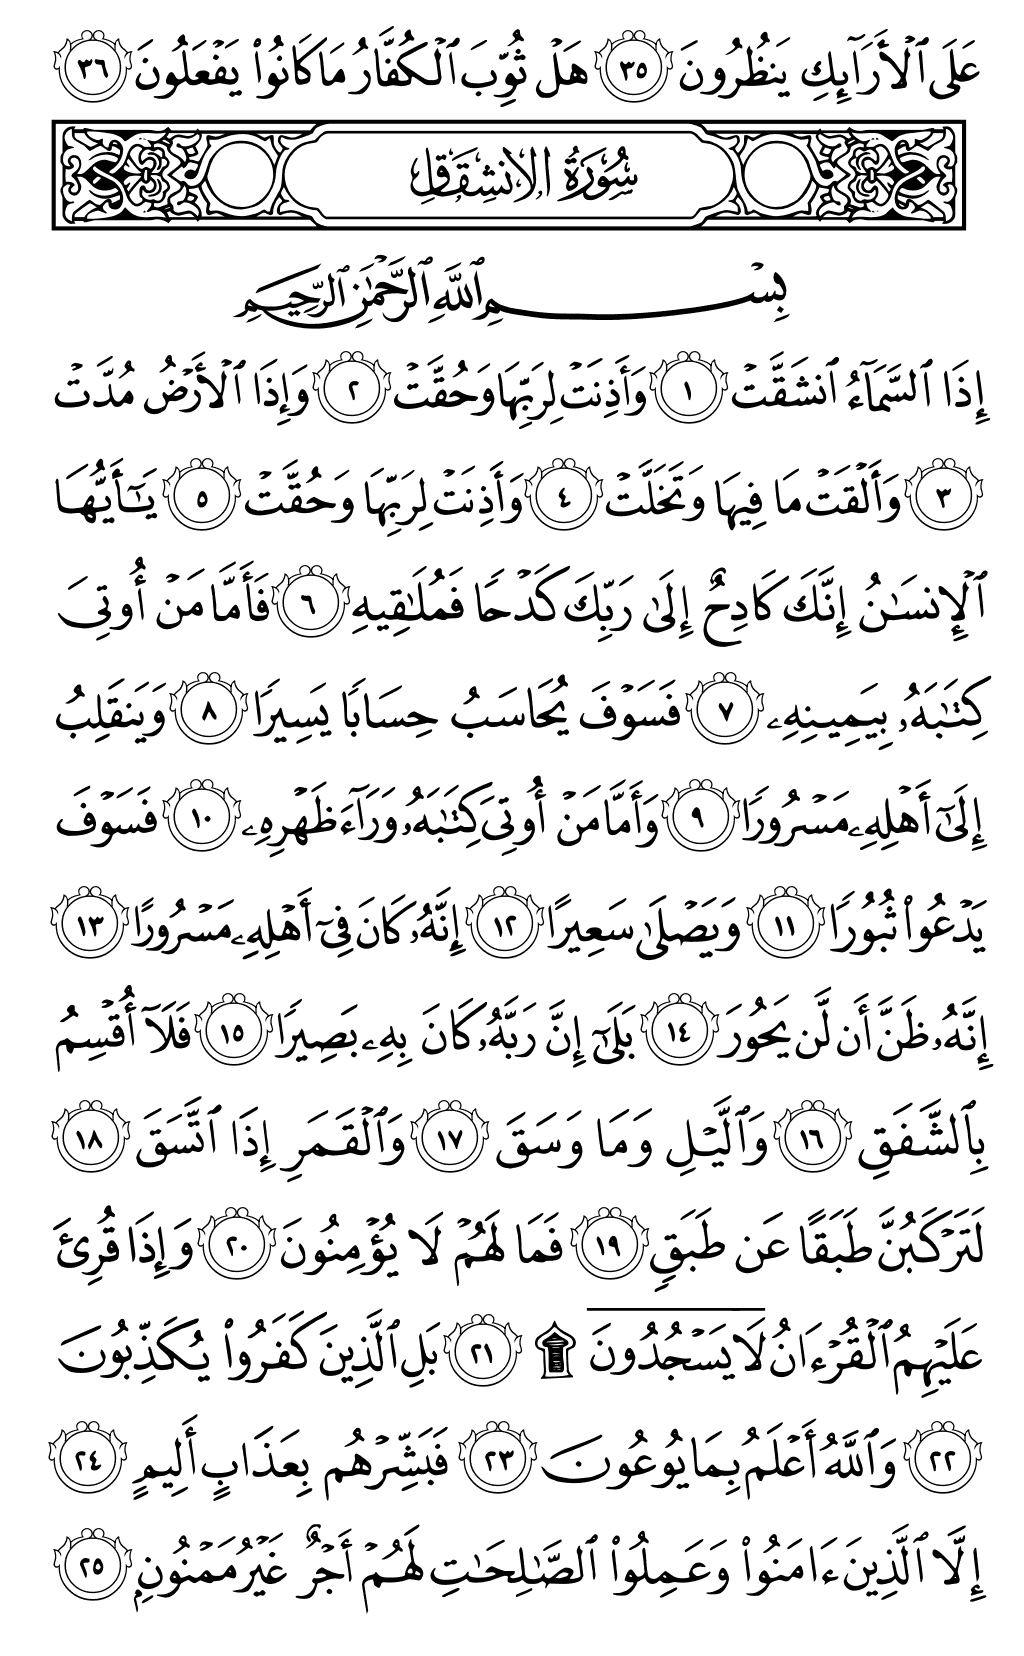 عَلَى ٱلۡأَرَآئِكِ يَنظُرُونَ ٣٥ هَلۡ ثُوِّبَ ٱلۡكُفَّارُ مَا كَانُواْ يَفۡعَلُونَ ٣٦
سُورَةُ الانشِقَاقِ
بِسۡمِ ٱللَّهِ ٱلرَّحۡمَٰنِ ٱلرَّحِيمِ
إِذَا ٱلسَّمَآءُ ٱنشَقَّتۡ ١ وَأَذِنَتۡ لِرَبِّهَا وَحُقَّتۡ ٢ وَإِذَا ٱلۡأَرۡضُ مُدَّتۡ
٣ وَأَلۡقَتۡ مَا فِيهَا وَتَخَلَّتۡ ٤ وَأَذِنَتۡ لِرَبِّهَا وَحُقَّتۡ ٥ يَٰٓأَيُّهَا
ٱلۡإِنسَٰنُ إِنَّكَ كَادِحٌ إِلَىٰ رَبِّكَ كَدۡحٗا فَمُلَٰقِيهِ ٦ فَأَمَّا مَنۡ أُوتِيَ
كِتَٰبَهُۥ بِيَمِينِهِۦ ٧ فَسَوۡفَ يُحَاسَبُ حِسَابٗا يَسِيرٗا ٨ وَيَنقَلِبُ
إِلَىٰٓ أَهۡلِهِۦ مَسۡرُورٗا ٩ وَأَمَّا مَنۡ أُوتِيَ كِتَٰبَهُۥ وَرَآءَ ظَهۡرِهِۦ ١٠ فَسَوۡفَ
يَدۡعُواْ ثُبُورٗا ١١ وَيَصۡلَىٰ سَعِيرًا ١٢ إِنَّهُۥ كَانَ فِيٓ أَهۡلِهِۦ مَسۡرُورًا ١٣
إِنَّهُۥ ظَنَّ أَن لَّن يَحُورَ ١٤ بَلَىٰٓ إِنَّ رَبَّهُۥ كَانَ بِهِۦ بَصِيرٗا ١٥ فَلَآ أُقۡسِمُ
بِٱلشَّفَقِ ١٦ وَٱلَّيۡلِ وَمَا وَسَقَ ١٧ وَٱلۡقَمَرِ إِذَا ٱتَّسَقَ ١٨
لَتَرۡكَبُنَّ طَبَقًا عَن طَبَقٖ ١٩ فَمَا لَهُمۡ لَا يُؤۡمِنُونَ ٢٠ وَإِذَا قُرِئَ
عَلَيۡهِمُ ٱلۡقُرۡءَانُ لَا يَسۡجُدُونَۤ ۩ ٢١ بَلِ ٱلَّذِينَ كَفَرُواْ يُكَذِّبُونَ
٢٢ وَٱللَّهُ أَعۡلَمُ بِمَا يُوعُونَ ٢٣ فَبَشِّرۡهُم بِعَذَابٍ أَلِيمٍ ٢٤
إِلَّا ٱلَّذِينَ ءَامَنُواْ وَعَمِلُواْ ٱلصَّٰلِحَٰتِ لَهُمۡ أَجۡرٌ غَيۡرُ مَمۡنُونِۭ ٢٥